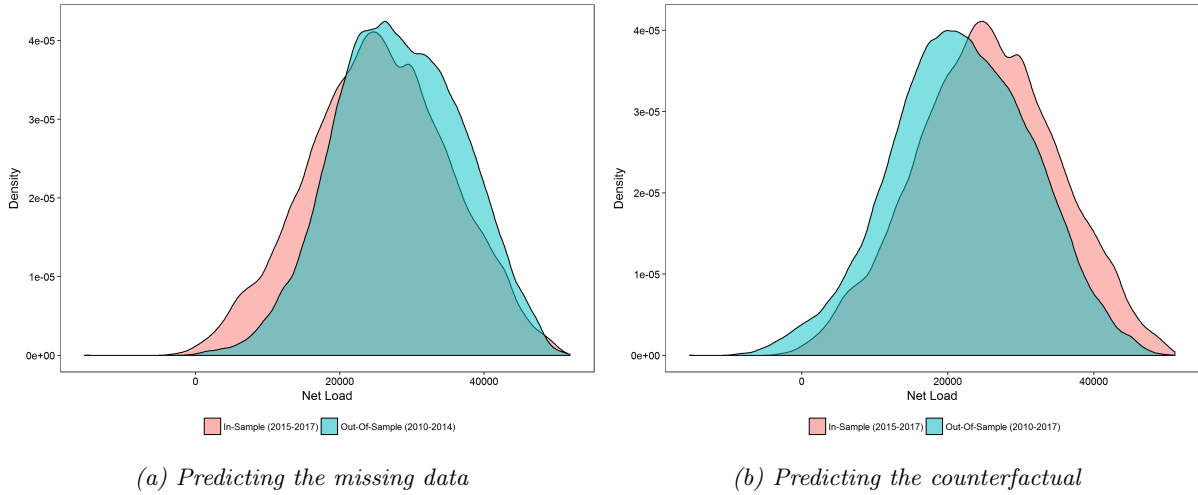 4e-05
3e-05
2e-05
1e-05
0e+00
Density
0 20000 40000
Net Load
In-Sample (2015-2017) Out-Of-Sample (2010-2014)
(a) Predicting the missing data
4e-05
3e-05
2e-05
1e-05
0e+00
Density
0 20000 40000
Net Load
In-Sample (2015-2017) Out-Of-Sample (2010-2017)
(b) Predicting the counterfactual